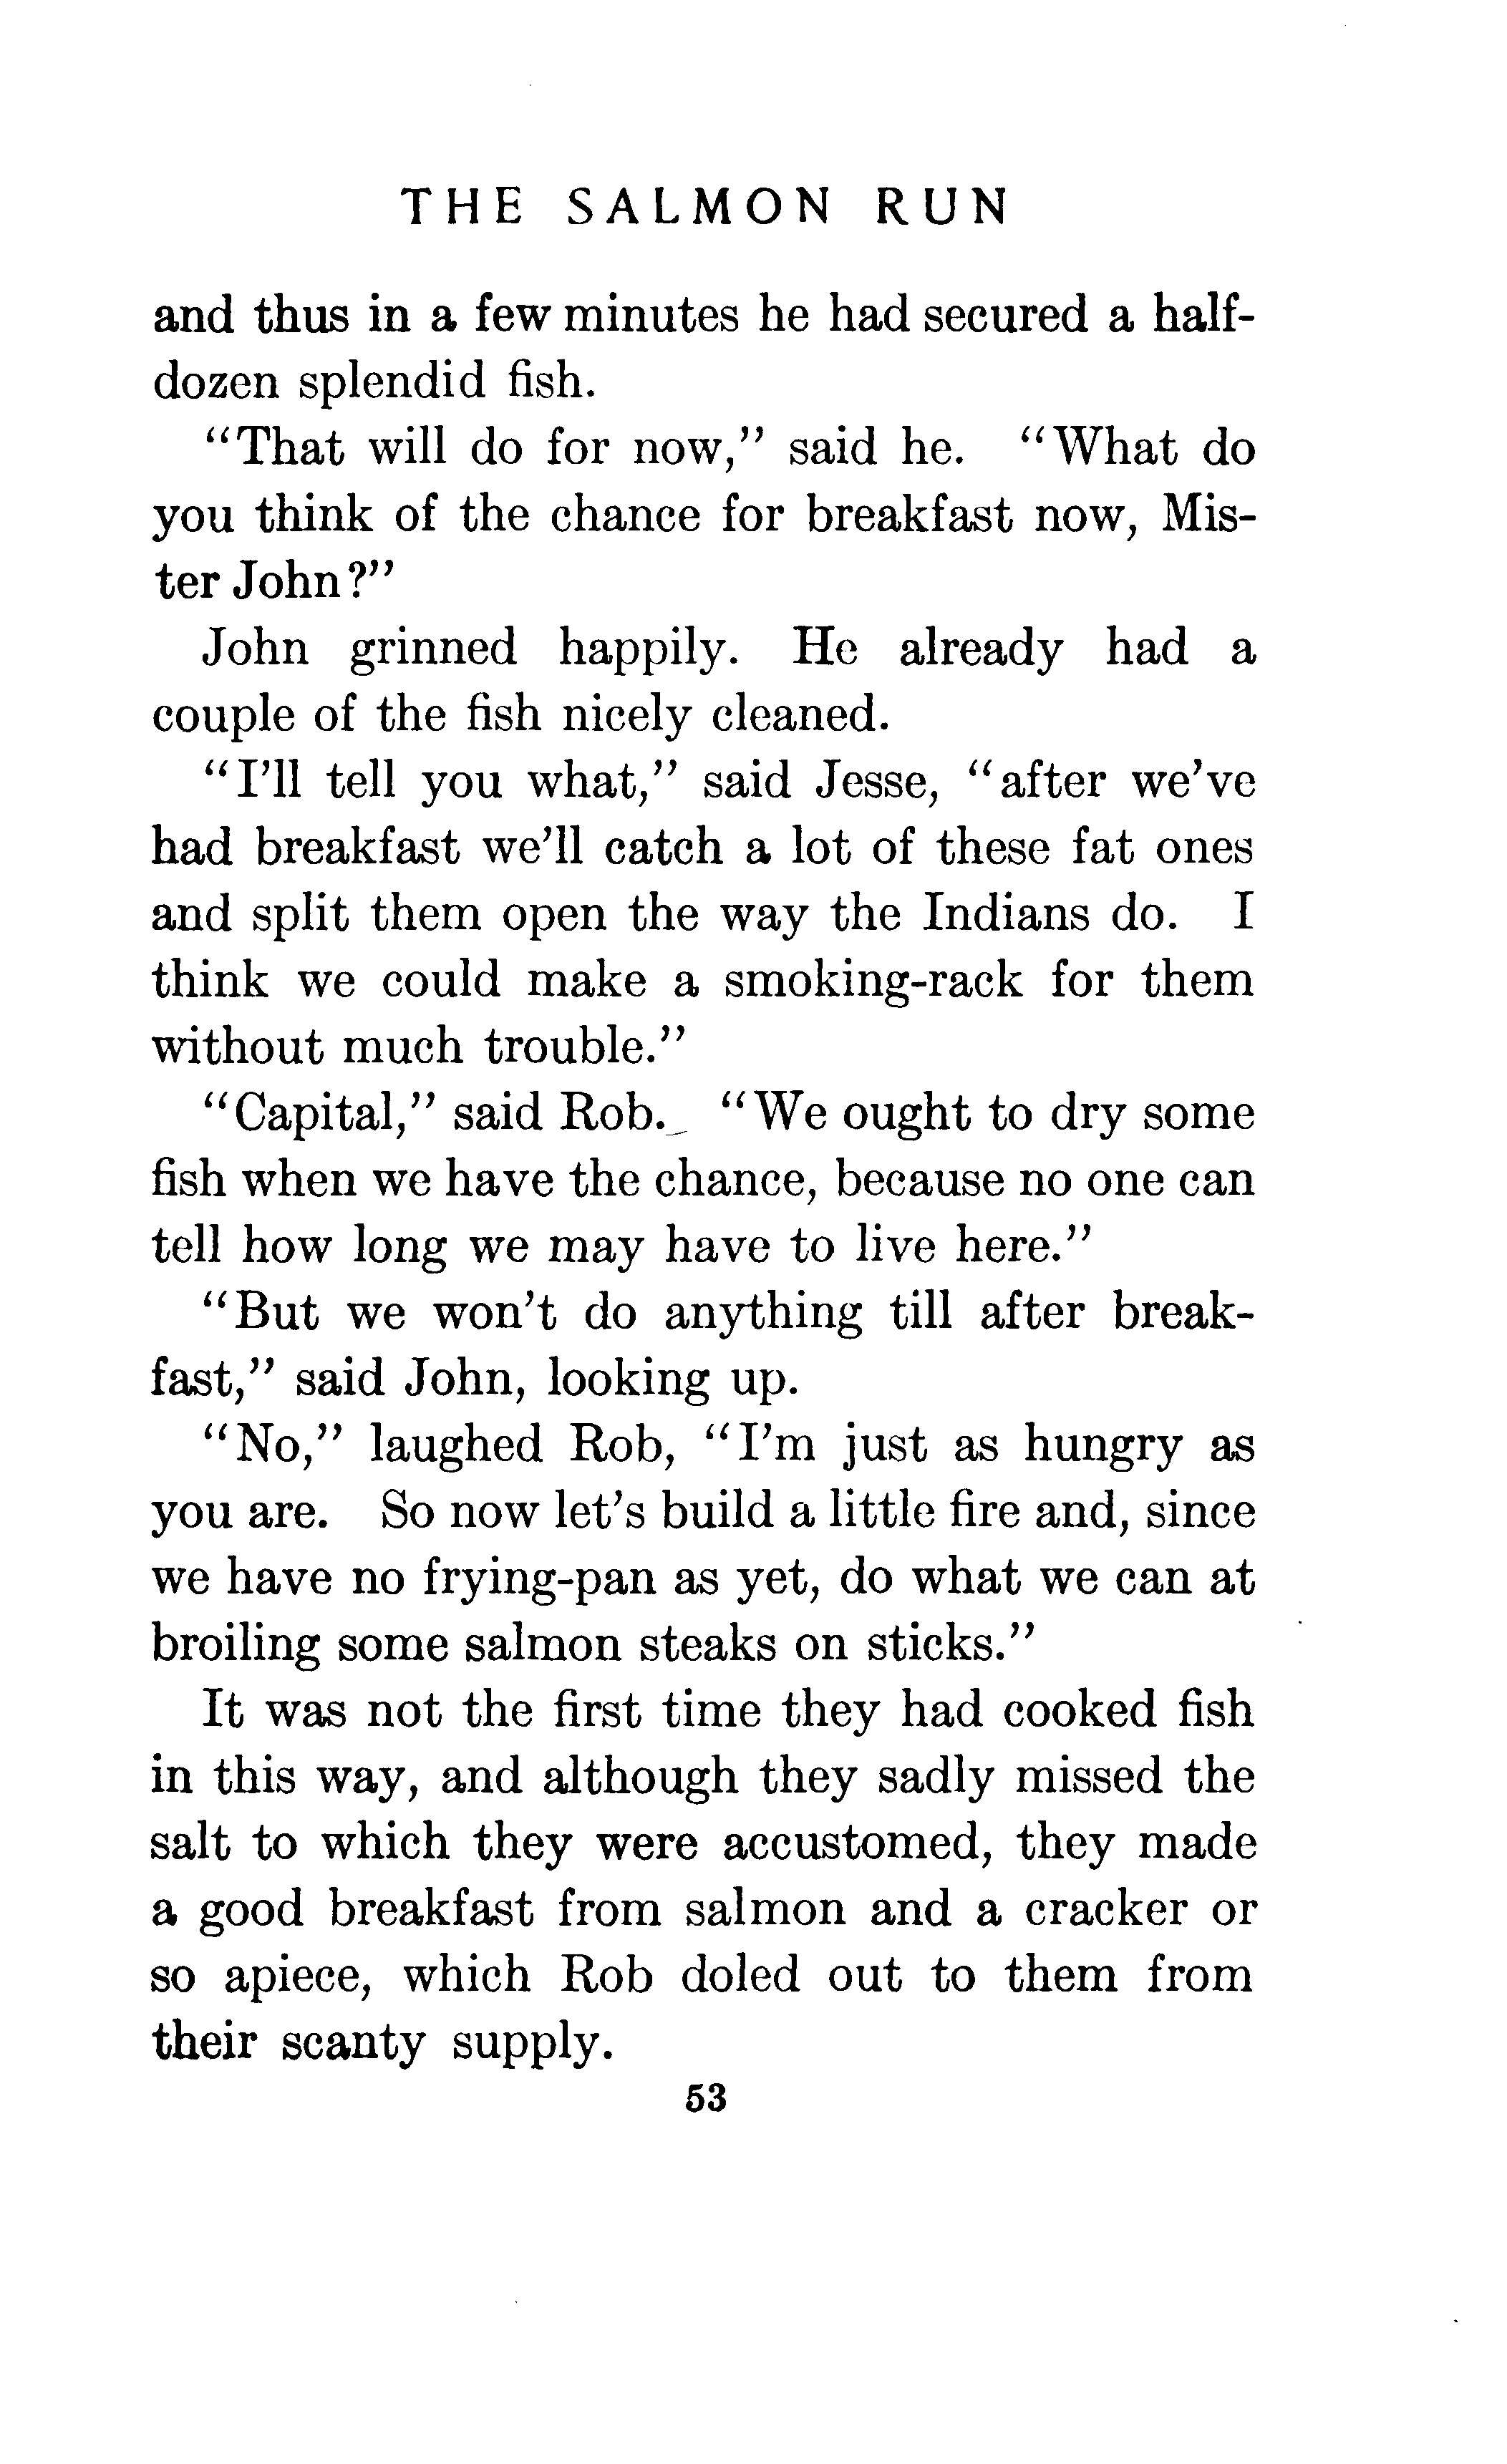 THE SALMON RUN
and thus in a few minutes he had secured a half-
dozen splendid fish.
"That will do for now," said he. "What do
you think of the chance for breakfast now, Mis-
ter John?"
John grinned happily. He already had a
couple of the fish nicely cleaned.
"I'll tell you what," said Jesse, "after we've
had breakfast we'll catch a lot of these fat ones
and split them open the way the Indians do. I
think we could make a smoking-rack for them
without much trouble."
"Capital," said Rob. "We ought to dry some
fish when we have the chance, because no one can
tell how long we may have to live here."
"But we won't do anything till after break-
fast," said John, looking up.
"No," laughed Rob, "I'm just as hungry as
you are. So now let's build a little fire and, since
we have no frying-pan as yet, do what we can at
broiling some salmon steaks on sticks."
It was not the first time they had cooked fish
in this way, and although they sadly missed the
salt to which they were accustomed, they made
a good breakfast from salmon and a cracker or
so apiece, which Rob doled out to them from
their scanty supply.
53